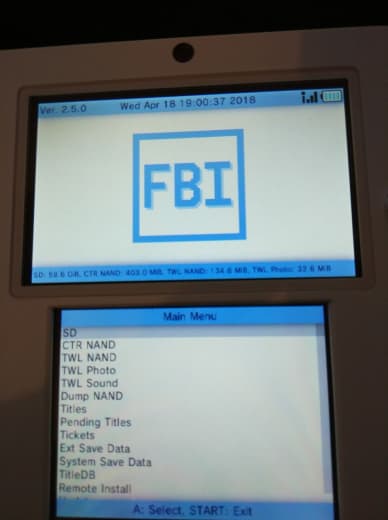 Ver. 2.5.0 Wed Apr 18 19:00:37 2018
FBI
SD: 59.6 GiB, CTR NAND: 403.0 MiB, TWL NAND: 134.6 MiB, TWL Photo: 32.6 MiB
Main Menu
SD
CTR NAND
TWL NAND
TWL Photo
TWL Sound
Dump NAND
Titles
Pending Titles
Tickets
Ext Save Data
System Save Data
TitleDB
Remote Install
A: Select, START: Exit